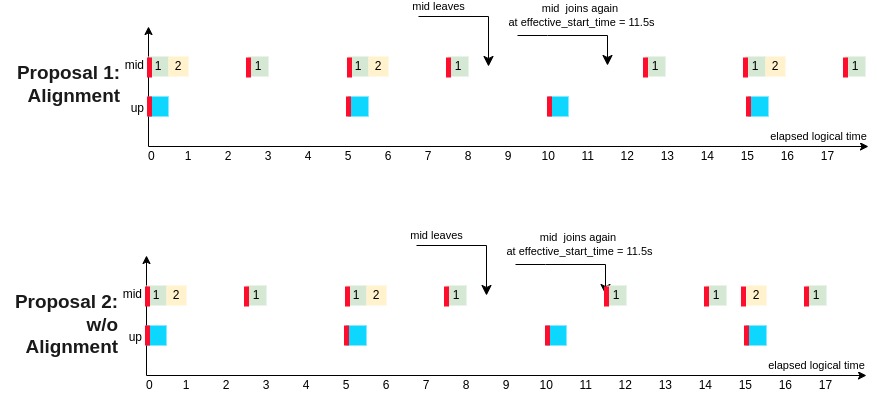 mid leaves
mid joins again
at effective_start_time = 11.5s
Proposal 1:
Alignment
mid
1 2 1 1 2 1 1 1 2 1
up
elapsed logical time
0 1 2 3 4 5 6 7 8 9 10 11 12 13 14 15 16 17
mid leaves
mid joins again
at effective_start_time = 11.5s
Proposal 2:
w/o
Alignment
mid
1 2 1 1 2 1 1 1 2 1
up
elapsed logical time
0 1 2 3 4 5 6 7 8 9 10 11 12 13 14 15 16 17